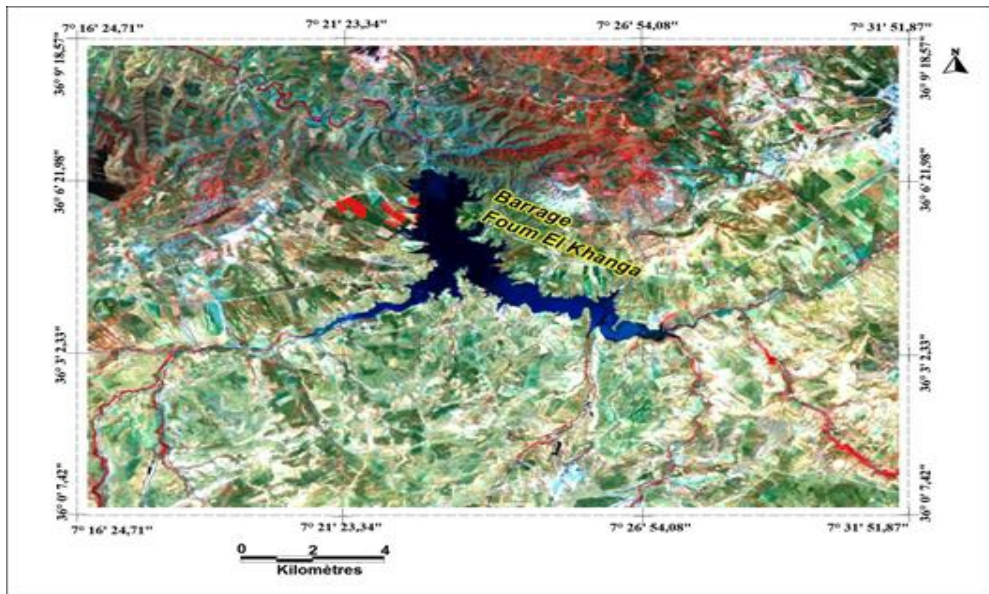 7° 16' 24,71" 7° 21' 23,34" 7° 26' 54,08" 7° 31' 51,87"
36° 9' 18,57" 36° 9' 18,57"
N
36° 6' 21,98" 36° 6' 21,98"
Barrage
Foum El Khanga
36° 3' 2,33" 36° 3' 2,33"
36° 0' 7,42" 36° 0' 7,42"
7° 16' 24,71" 7° 21' 23,34" 7° 26' 54,08" 7° 31' 51,87"
0 2 4
Kilomètres